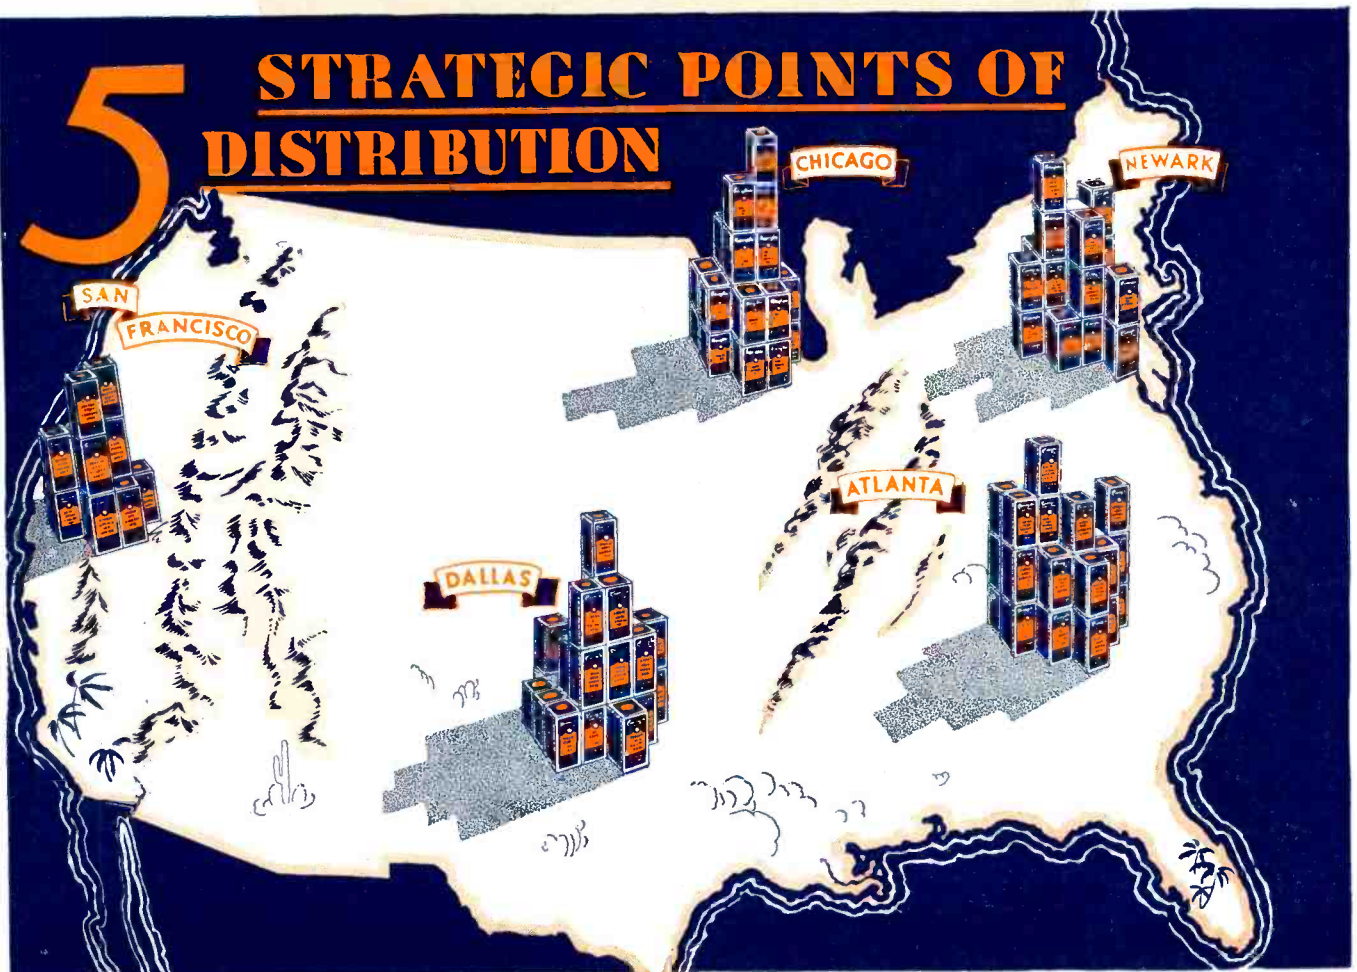 5 STRATEGIC POINTS OF
DISTRIBUTION
CHICAGO
NEWARK
SAN
FRANCISCO
ATLANTA
DALLAS